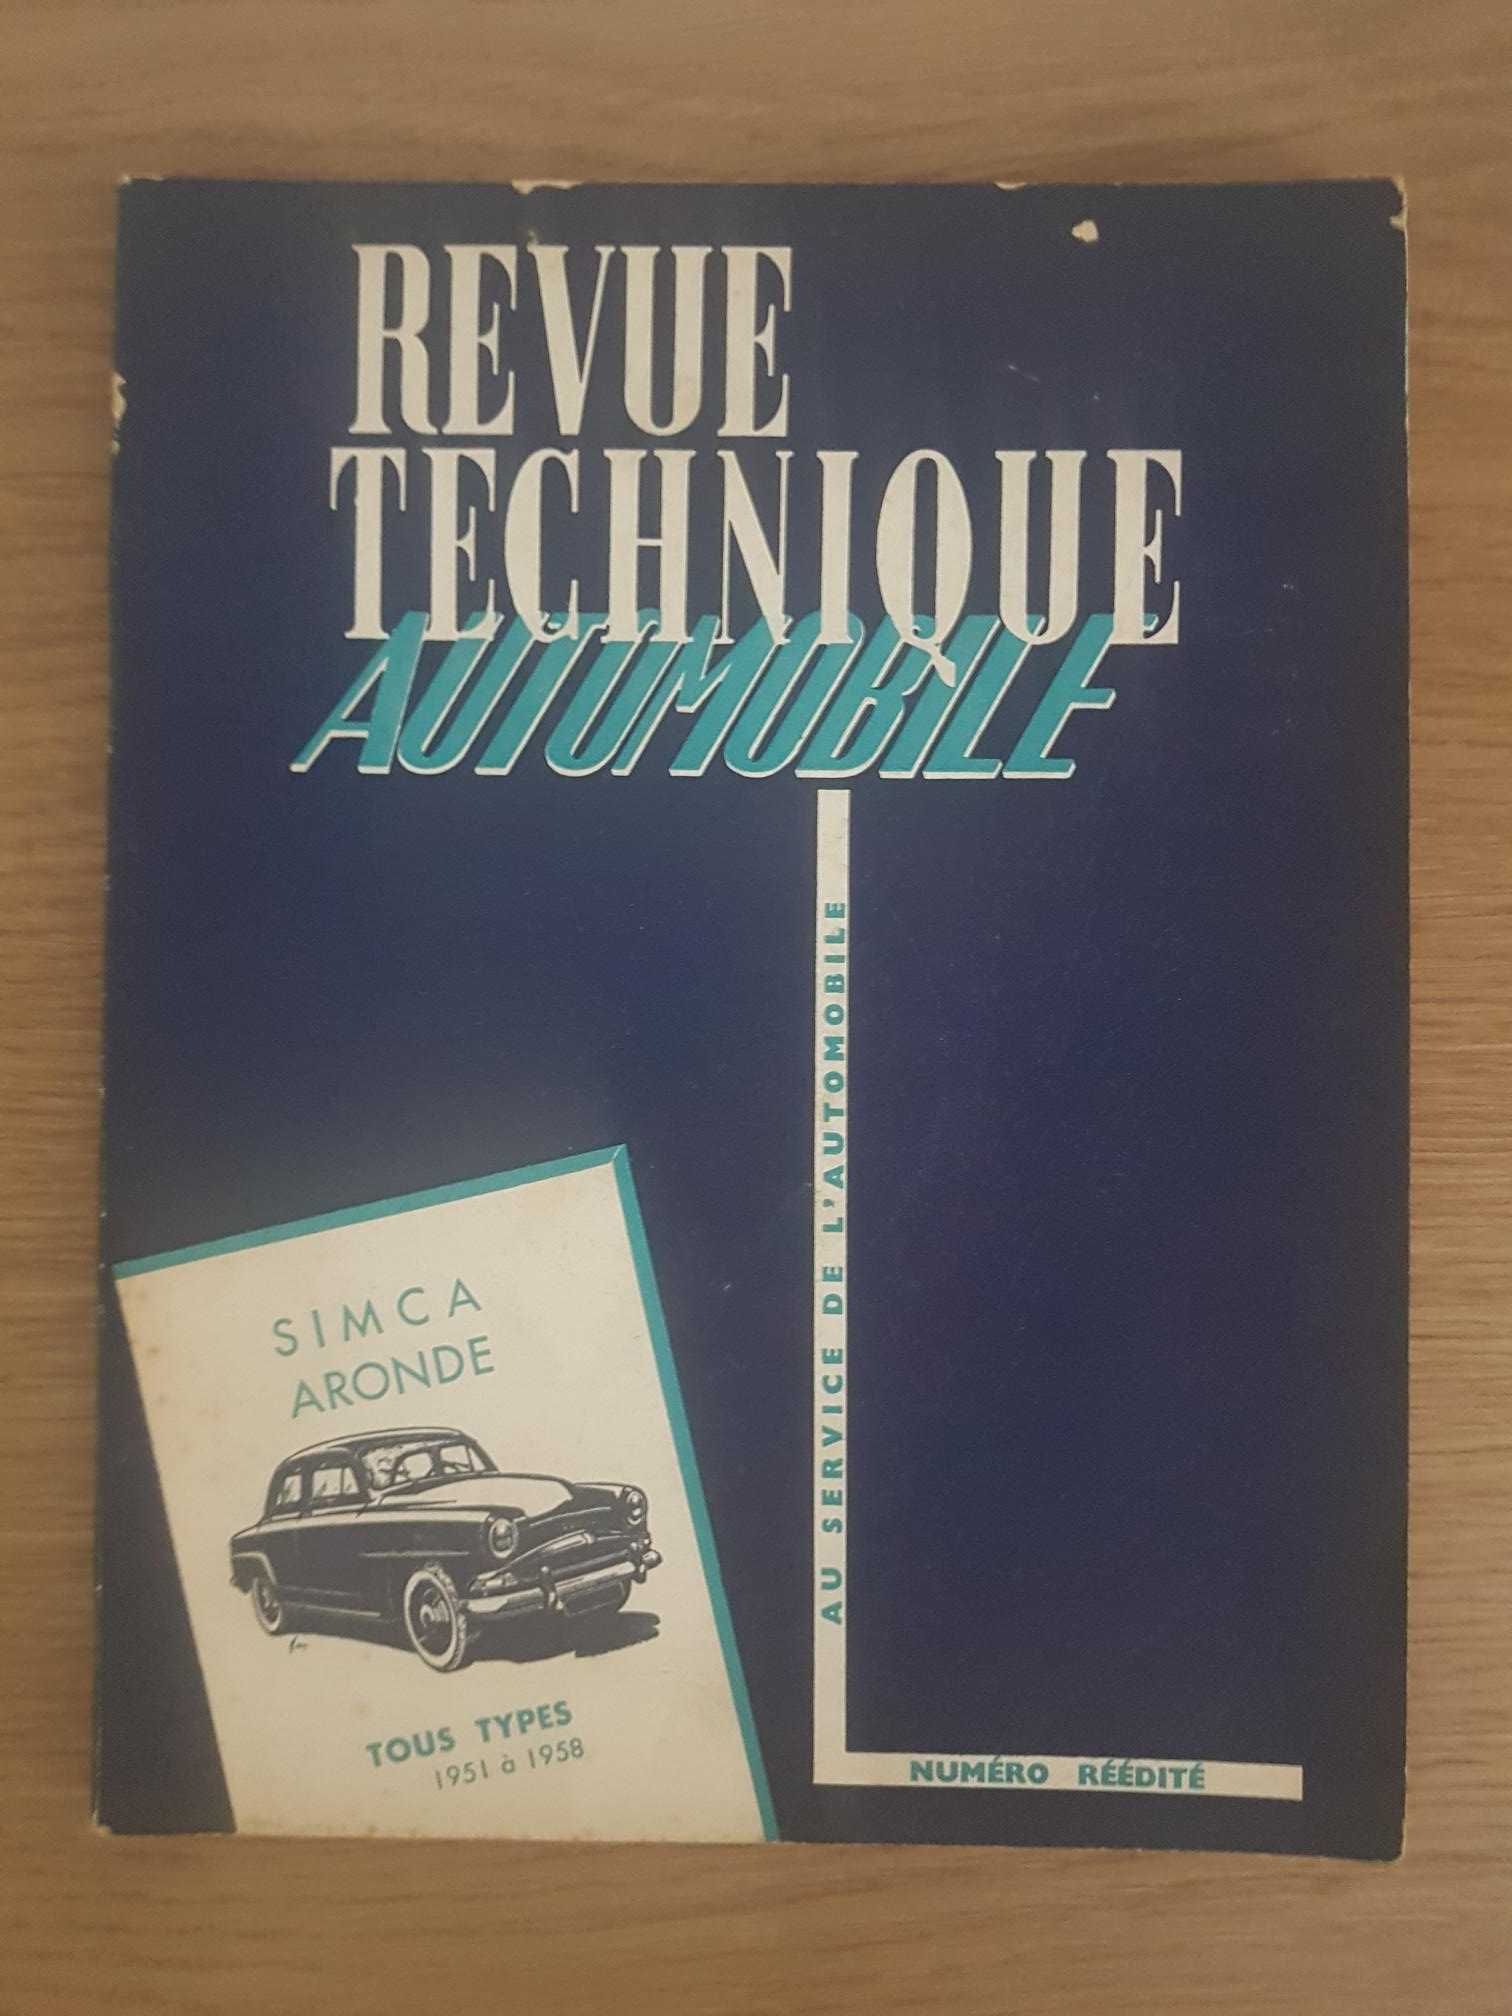 REVUE
TECHNIQUE
AUTOMOBILE
AU SERVICE DE L'AUTOMOBILE
SIMCA
ARONDE
TOUS TYPES
1951 à 1958
NUMÉRO RÉÉDITÉ